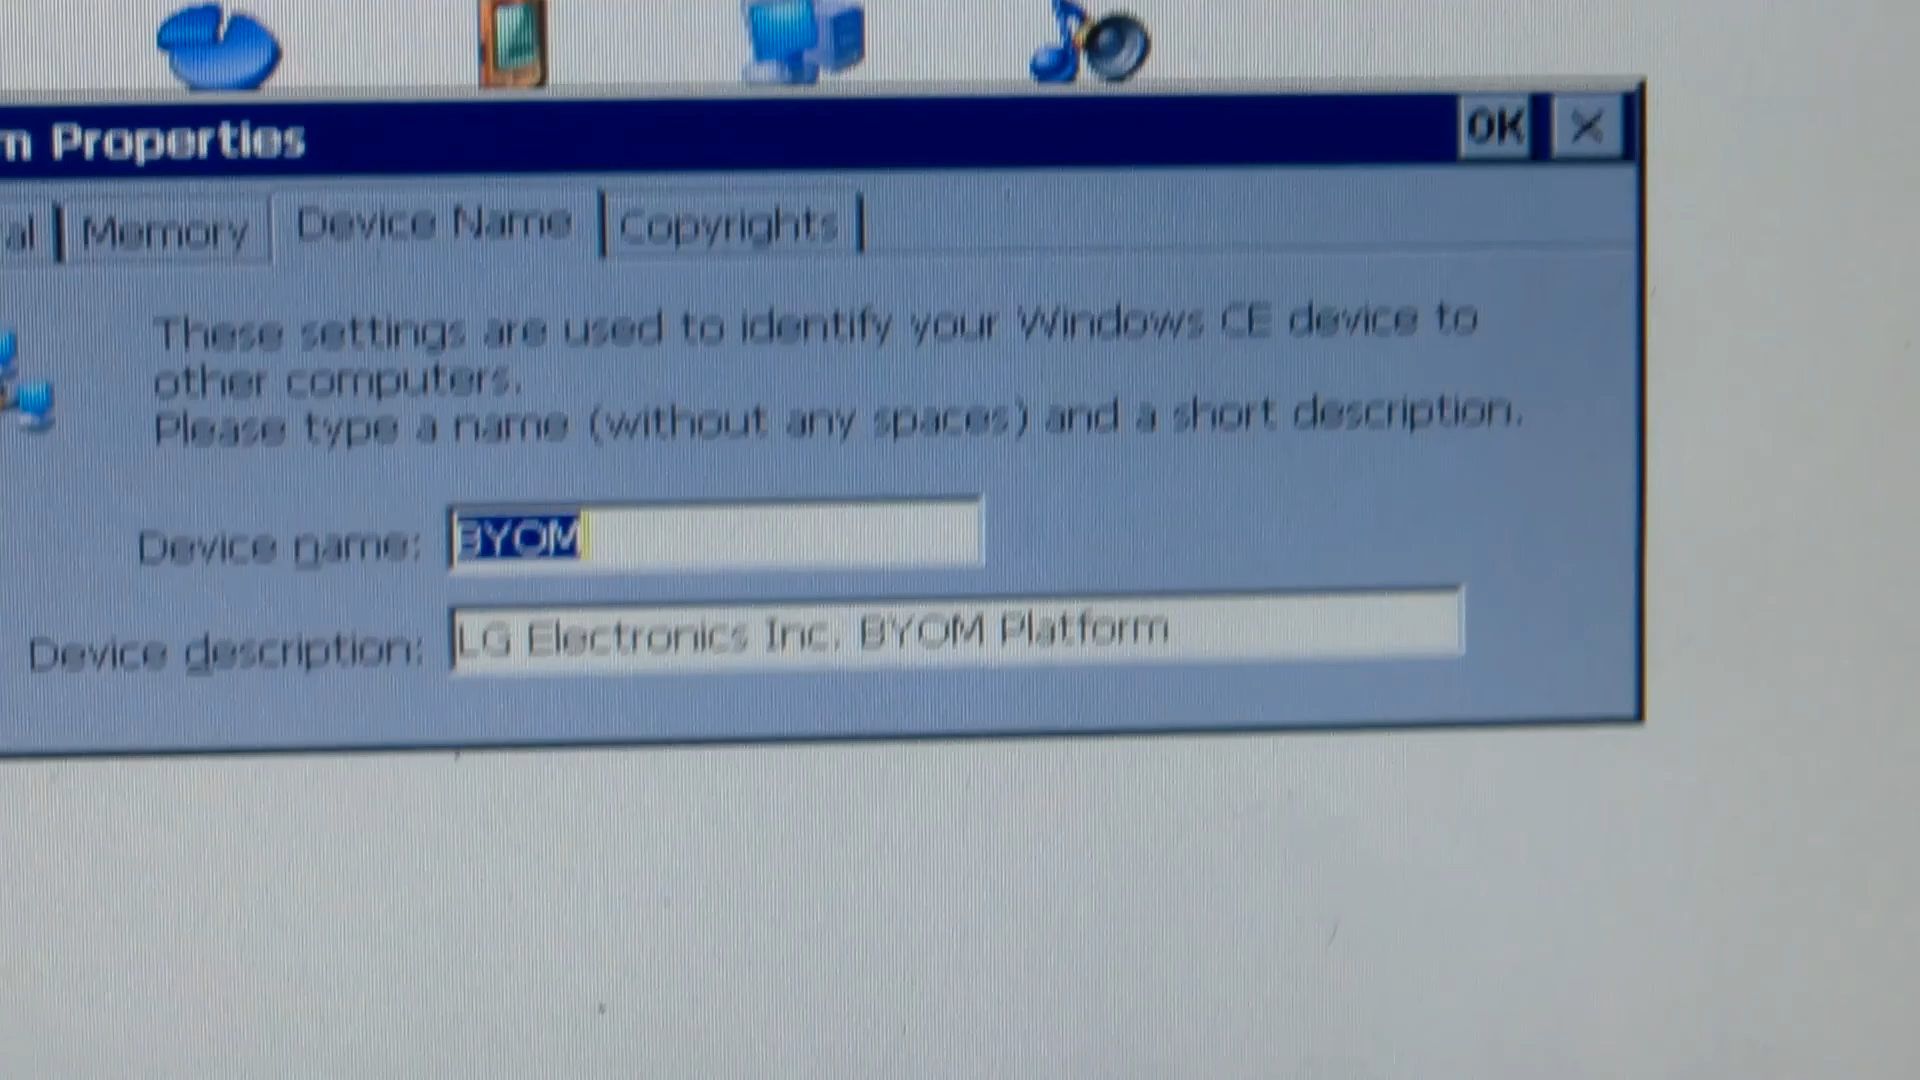 m Properties OK ×
al Memory Device Name Copyrights
These settings are used to identify your Windows CE device to
other computers.
Please type a name (without any spaces) and a short description.
Device name: BYOM
Device description: LG Electronics Inc. BYOM Platform